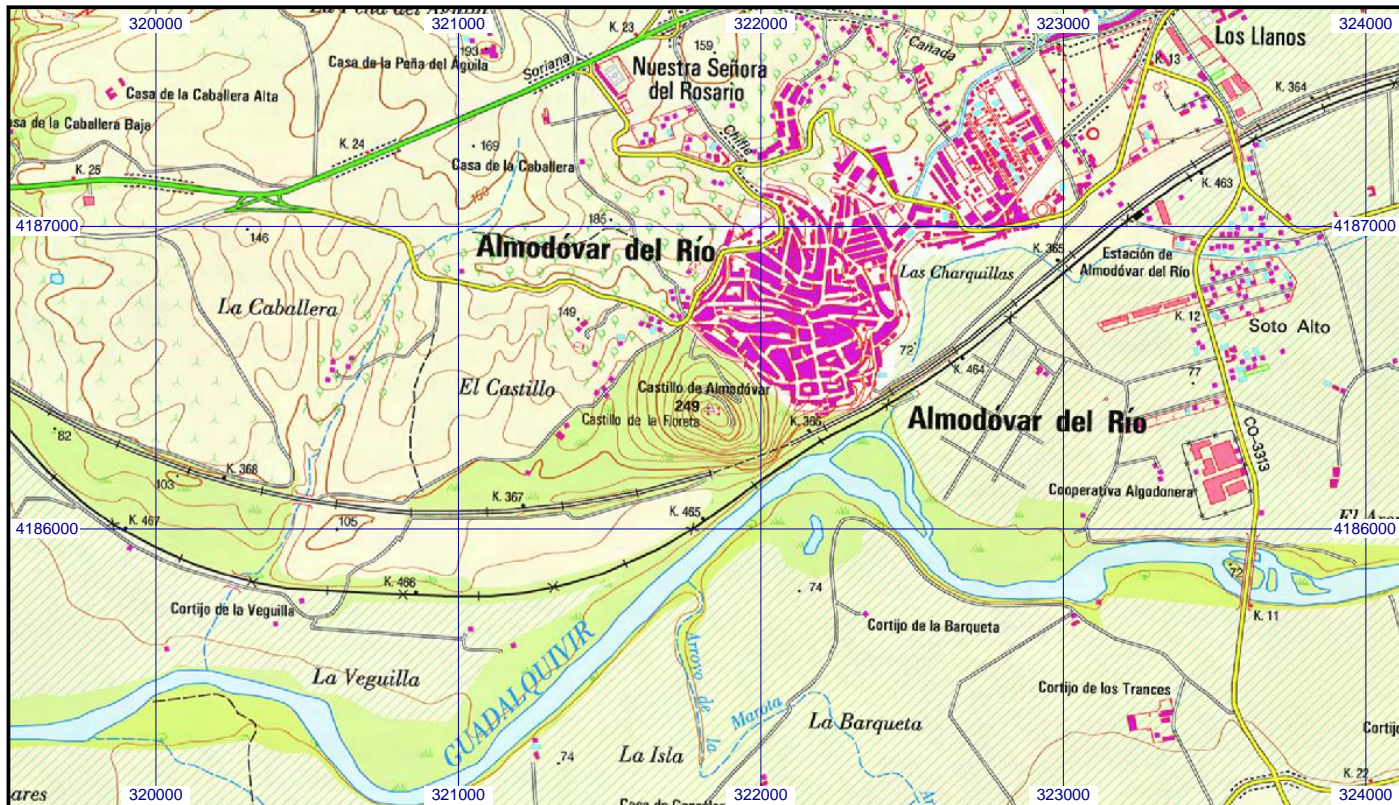 320000
321000
322000
323000
324000
K. 23
193
159
Cañada
Los Llanos
Casa de la Peña del Águila
Soriana
Nuestra Señora
del Rosario
K. 13
K. 364
Casa de la Caballera Alta
sa de la Caballera Baja
K. 24
169
Casa de la Caballera
Chifle
K. 25
150
K. 463
185
4187000
4187000
146
Almodóvar del Río
K. 365
Estación de
Almodóvar del Río
Las Charquillas
La Caballera
149
K. 12
Soto Alto
72
K. 464
77
El Castillo
Castillo de Almodóvar
249
Castillo de la Floreta
K. 365
Almodóvar del Río
82
CO-3313
K. 368
103
K. 367
Cooperativa Algodonera
K. 467
105
K. 465
4186000
4186000
72
K. 466
74
K. 11
Cortijo de la Veguilla
Cortijo de la Barqueta
GUADALQUIVIR
Arroyo de la
Marota
La Veguilla
Cortijo de los Trances
La Barqueta
Cortij
La Isla
74
K. 22
ares
320000
321000
322000
323000
324000